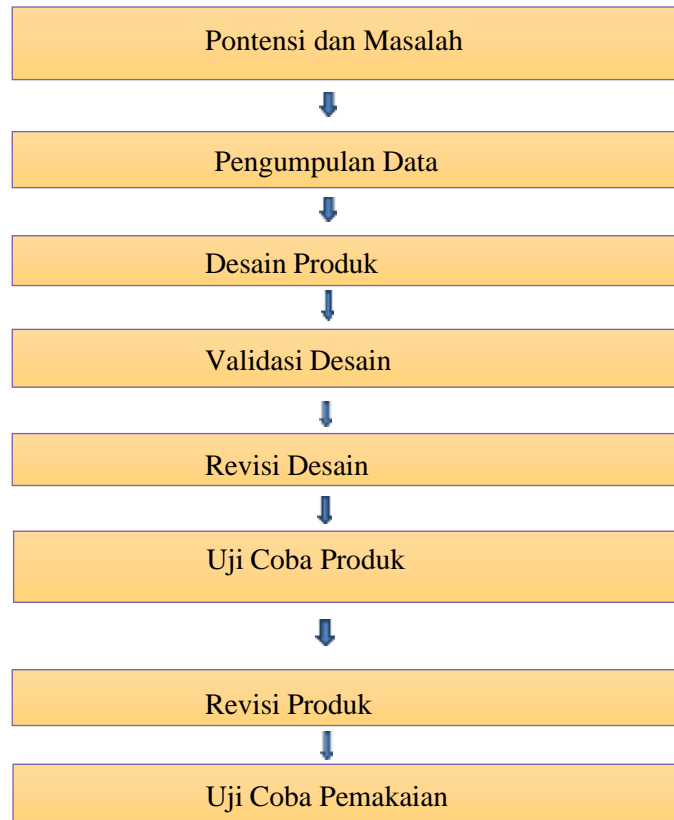 Pontensi dan Masalah
Pengumpulan Data
Desain Produk
Validasi Desain
Revisi Desain
Uji Coba Produk
Revisi Produk
Uji Coba Pemakaian